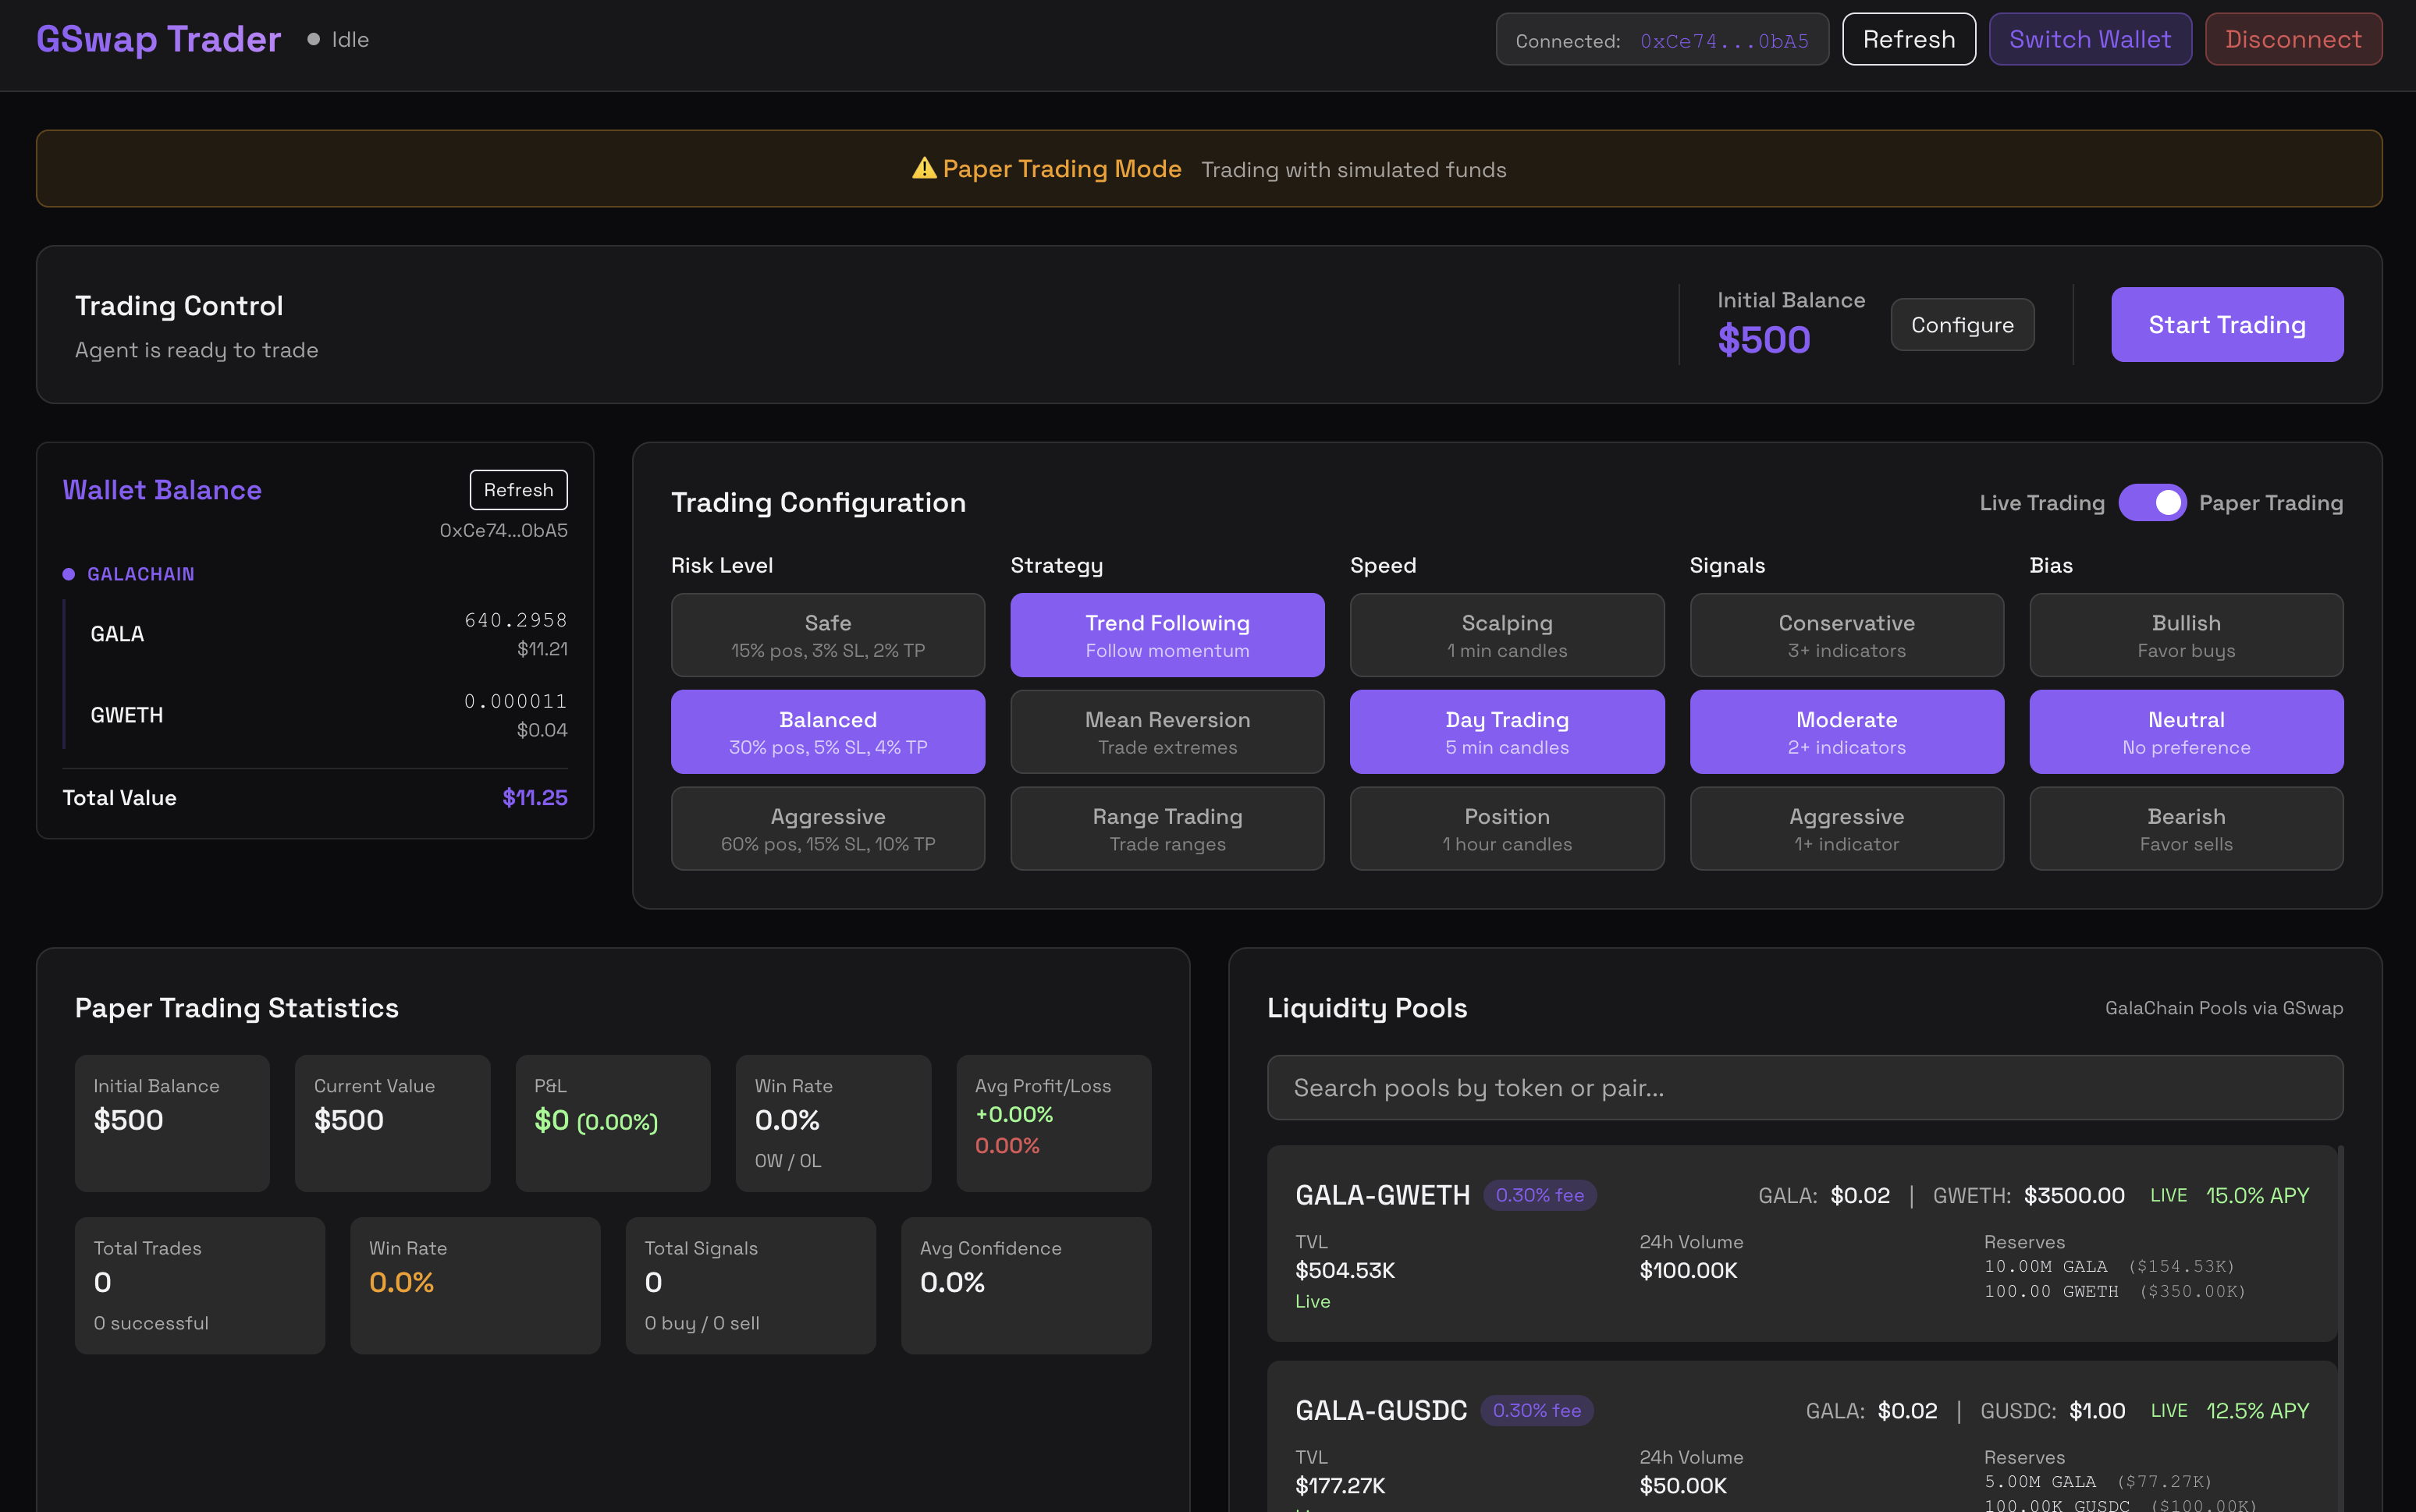 GSwap Trader
Idle
Connected: 0xCe74...0bA5
Refresh
Switch Wallet
Disconnect
⚠️ Paper Trading Mode Trading with simulated funds
Trading Control
Agent is ready to trade
Initial Balance
$500
Configure
Start Trading
Wallet Balance
Refresh
0xCe74...0bA5
GALACHAIN
GALA
640.2958
$11.21
GWETH
0.000011
$0.04
Total Value
$11.25
Trading Configuration
Live Trading
Paper Trading
Risk Level
Safe
15% pos, 3% SL, 2% TP
Balanced
30% pos, 5% SL, 4% TP
Aggressive
60% pos, 15% SL, 10% TP
Strategy
Trend Following
Follow momentum
Mean Reversion
Trade extremes
Range Trading
Trade ranges
Speed
Scalping
1 min candles
Day Trading
5 min candles
Position
1 hour candles
Signals
Conservative
3+ indicators
Moderate
2+ indicators
Aggressive
1+ indicator
Bias
Bullish
Favor buys
Neutral
No preference
Bearish
Favor sells
Paper Trading Statistics
Initial Balance
$500
Current Value
$500
P&L
$0 (0.00%)
Win Rate
0.0%
0W / 0L
Avg Profit/Loss
+0.00%
0.00%
Total Trades
0
0 successful
Win Rate
0.0%
Total Signals
0
0 buy / 0 sell
Avg Confidence
0.0%
Liquidity Pools
GalaChain Pools via GSwap
Search pools by token or pair...
GALA-GWETH 0.30% fee
GALA: $0.02 | GWETH: $3500.00 LIVE 15.0% APY
TVL
$504.53K
Live
24h Volume
$100.00K
Reserves
10.00M GALA ($154.53K)
100.00 GWETH ($350.00K)
GALA-GUSDC 0.30% fee
GALA: $0.02 | GUSDC: $1.00 LIVE 12.5% APY
TVL
$177.27K
24h Volume
$50.00K
Reserves
5.00M GALA ($77.27K)
100.00K GUSDC ($100.00K)